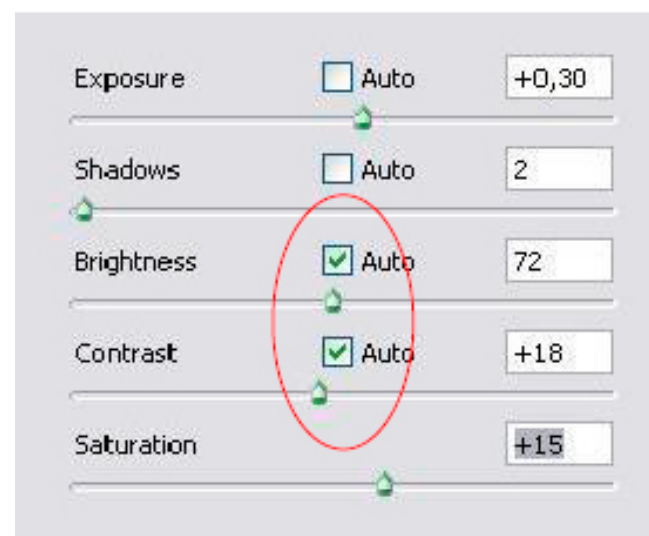 Exposure Auto +0,30
Shadows Auto 2
Brightness Auto 72
Contrast Auto +18
Saturation +15